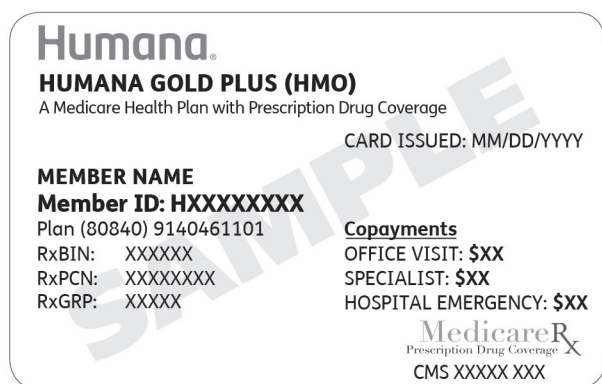 Humana®
HUMANA GOLD PLUS (HMO)
A Medicare Health Plan with Prescription Drug Coverage
CARD ISSUED: MM/DD/YYYY
MEMBER NAME
Member ID: HXXXXXXXX
Plan (80840) 9140461101
RxBIN: XXXXXX
RxPCN: XXXXXXXX
RxGRP: XXXXX
Copayments
OFFICE VISIT: $XX
SPECIALIST: $XX
HOSPITAL EMERGENCY: $XX
MedicareRx
Prescription Drug Coverage
CMS XXXXX XXX
SAMPLE